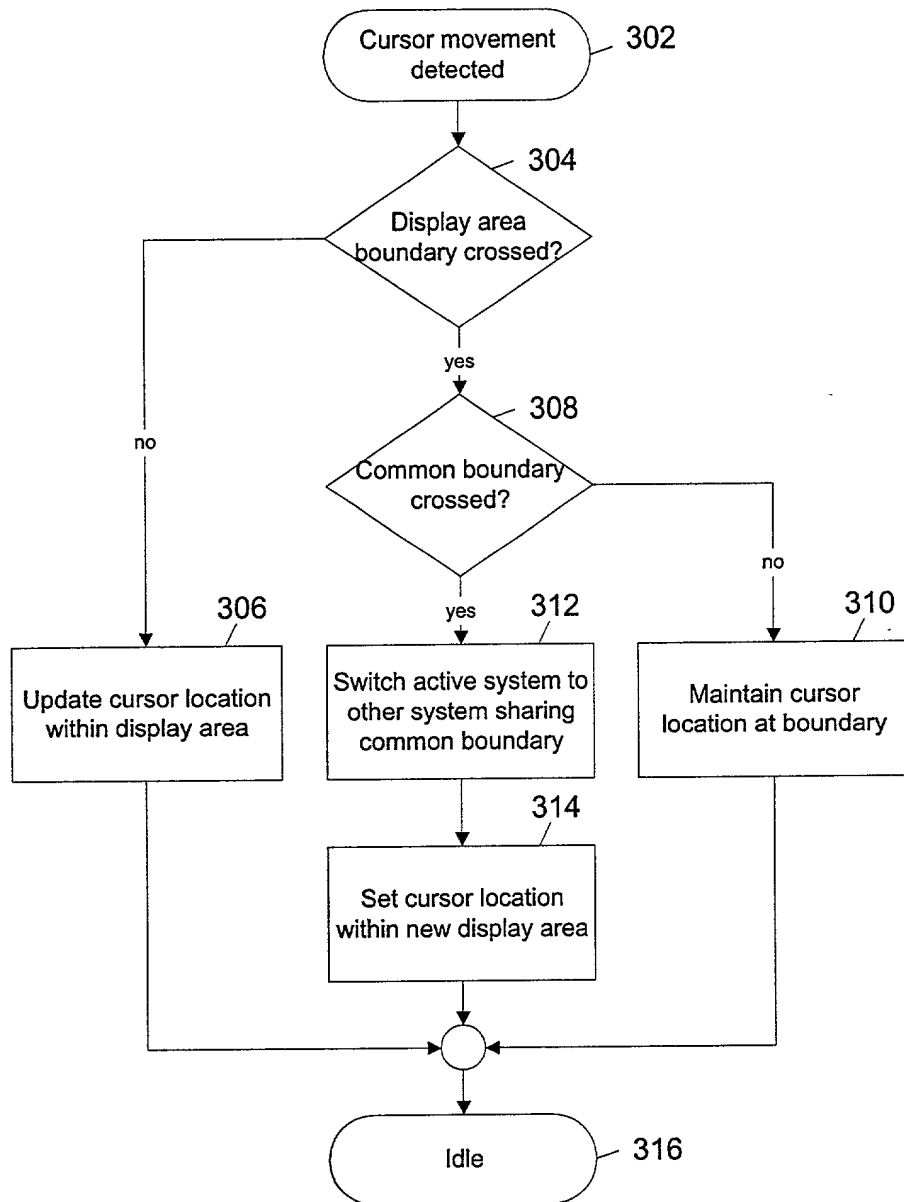 Cursor movement
detected
302
304
Display area
boundary crossed?
yes
no
308
Common boundary
crossed?
no
yes
306
Update cursor location
within display area
312
Switch active system to
other system sharing
common boundary
310
Maintain cursor
location at boundary
314
Set cursor location
within new display area
Idle
316